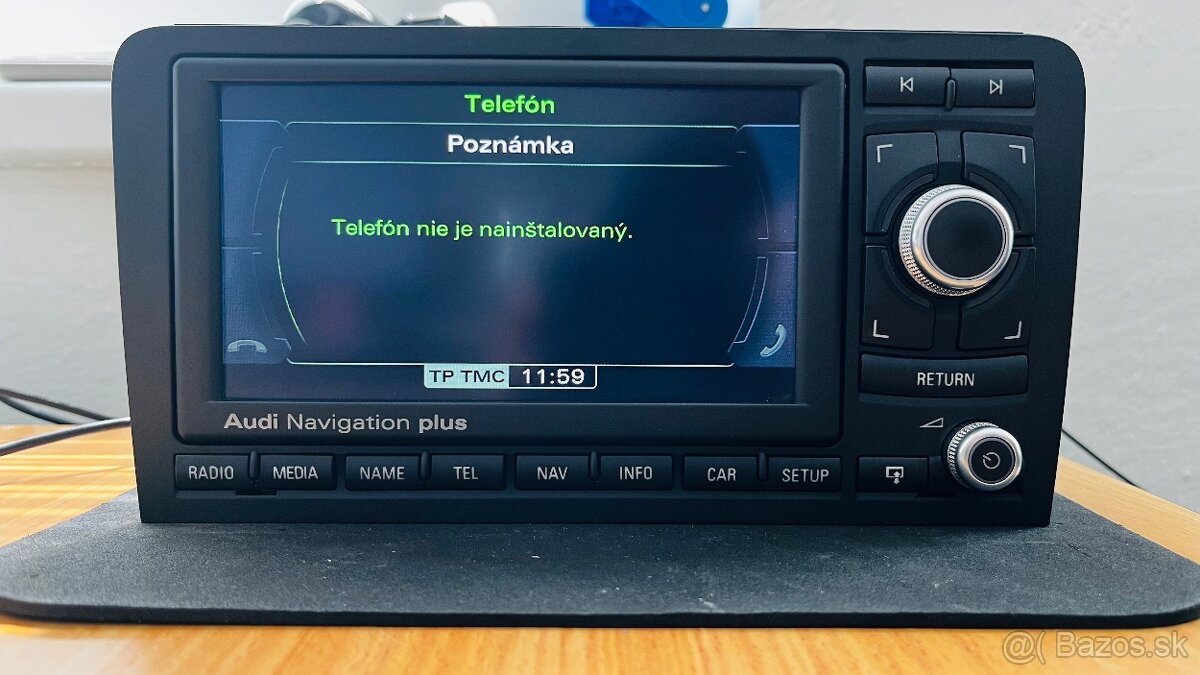 Telefón
Poznámka
Telefón nie je nainštalovaný.
TP TMC 11:59
Audi Navigation plus
RADIO MEDIA NAME TEL NAV INFO CAR SETUP
RETURN
@( Bazos.sk